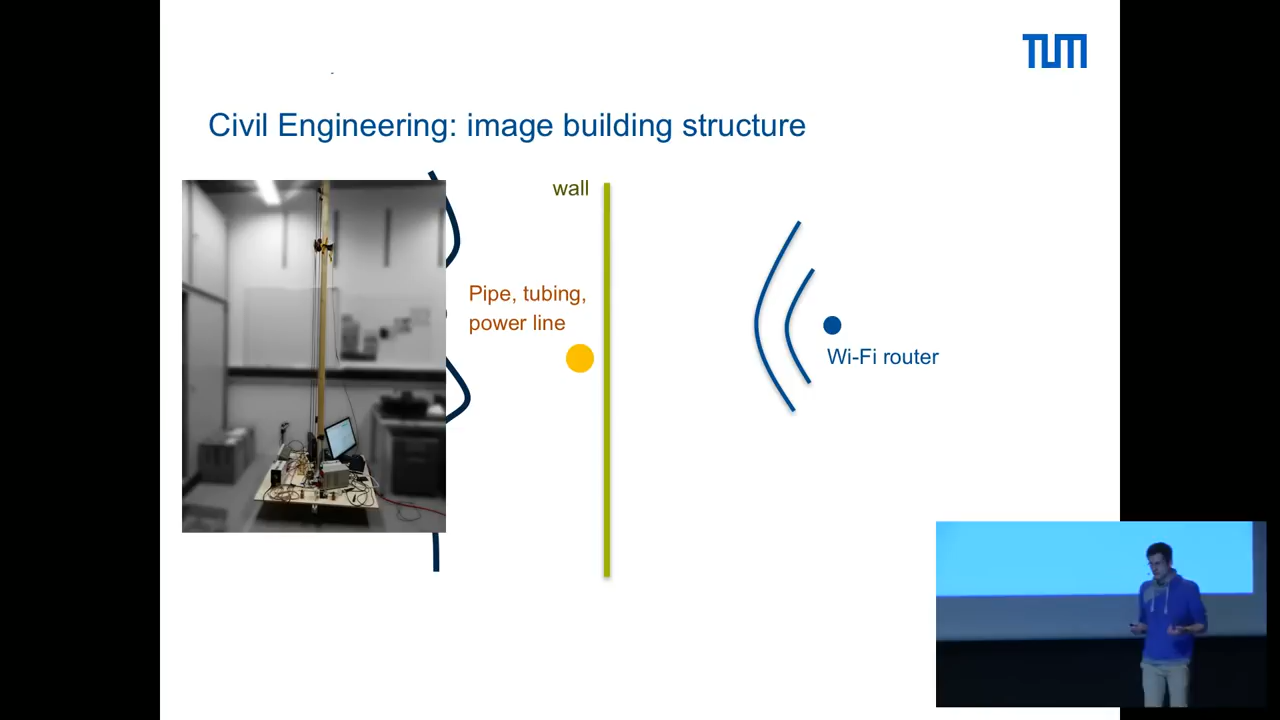 TUM
Civil Engineering: image building structure
wall
Pipe, tubing,
power line
Wi-Fi router